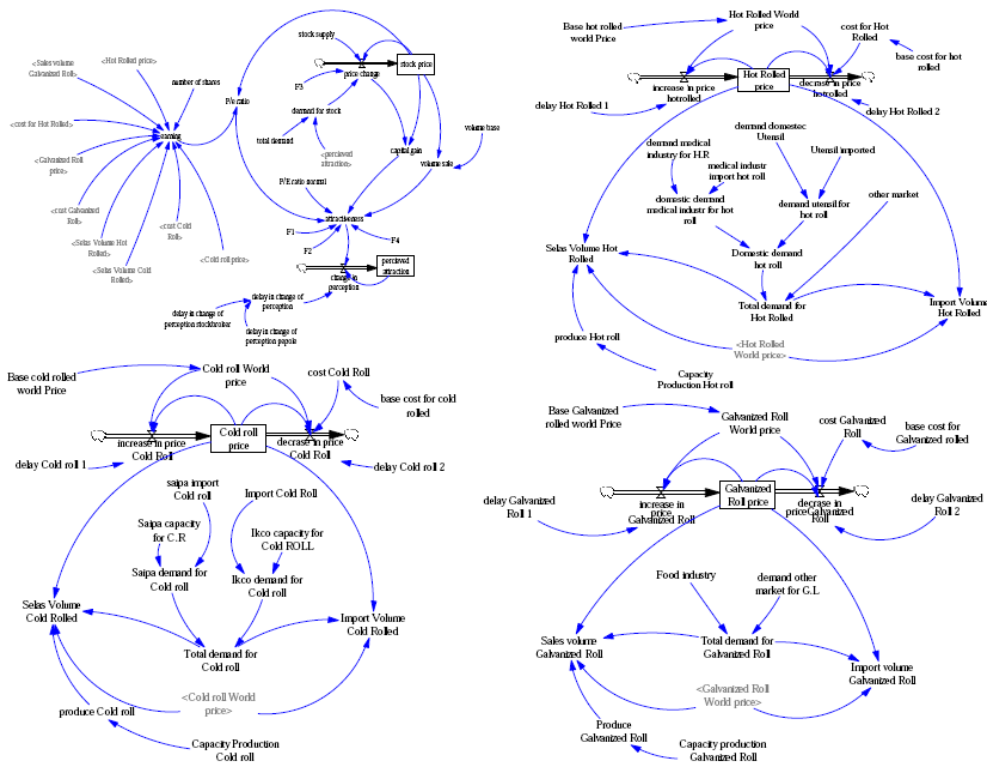 stock supply
<Sales volume
Galvanized Roll>
<Hot Rolled price>
number of shares
price change
stock price
F3
P/e ratio
demand for stock
<cost for Hot Rolled>
earning
total demand
<percieved
attraction>
capital gain
volume base
volume sale
<Galvanized Roll
price>
P/E ratio normal
<cost Galvanized
Roll>
<cost Cold
Roll>
attractiveness
F1
F2
F4
<Selas Volume Hot
Rolled>
<Selas Volume Cold
Rolled>
<Cold roll price>
percieved
attraction
change in
perception
delay in change of
perception
delay in change of
perception stockbroker
delay in change of
perception papole
Base hot rolled
world Price
Hot Rolled World
price
cost for Hot
Rolled
base cost for hot
rolled
Hot Rolled
price
increase in price
hotrolled
decrease in price
hotrolled
delay Hot Rolled 1
delay Hot Rolled 2
demand domestec
Utensil
demand medical
industry for H.R
medical industr
import hot roll
Utensil imported
other market
domestic demand
medical industr for hot
roll
demand utensil for
hot roll
Selas Volume Hot
Rolled
Domestic demand
hot roll
Total demand for
Hot Rolled
Import Volume
Hot Rolled
produce Hot roll
<Hot Rolled
World price>
Capacity
Production Hot roll
Base cold rolled
world Price
Cold roll World
price
cost Cold Roll
base cost for cold
rolled
Cold roll
price
increase in price
Cold Roll
decrase in price
Cold Roll
delay Cold roll 1
delay Cold roll 2
saipa import
Cold roll
Import Cold Roll
Saipa capacity
for C.R
Ikco capacity for
Cold ROLL
Saipa demand for
Cold roll
Ikco demand for
Cold roll
Selas Volume
Cold Rolled
Import Volume
Cold Rolled
Total demand for
Cold roll
<Cold roll World
price>
produce Cold roll
Capacity Production
Cold roll
Base Galvanized
rolled world Price
Galvanized Roll
World price
cost Galvanized
Roll
base cost for
Galvanized rolled
Galvanized
Roll price
increase in
price
Galvanized Roll
decrase in
priceGalvanized
Roll
delay Galvanized
Roll 1
delay Galvanized
Roll 2
Food industry
demand other
market for G.L
Sales volume
Galvanized Roll
Total demand for
Galvanized Roll
Import volume
Galvanized Roll
<Galvanized Roll
World price>
Produce
Galvanized Roll
Capacity production
Galvanized Roll